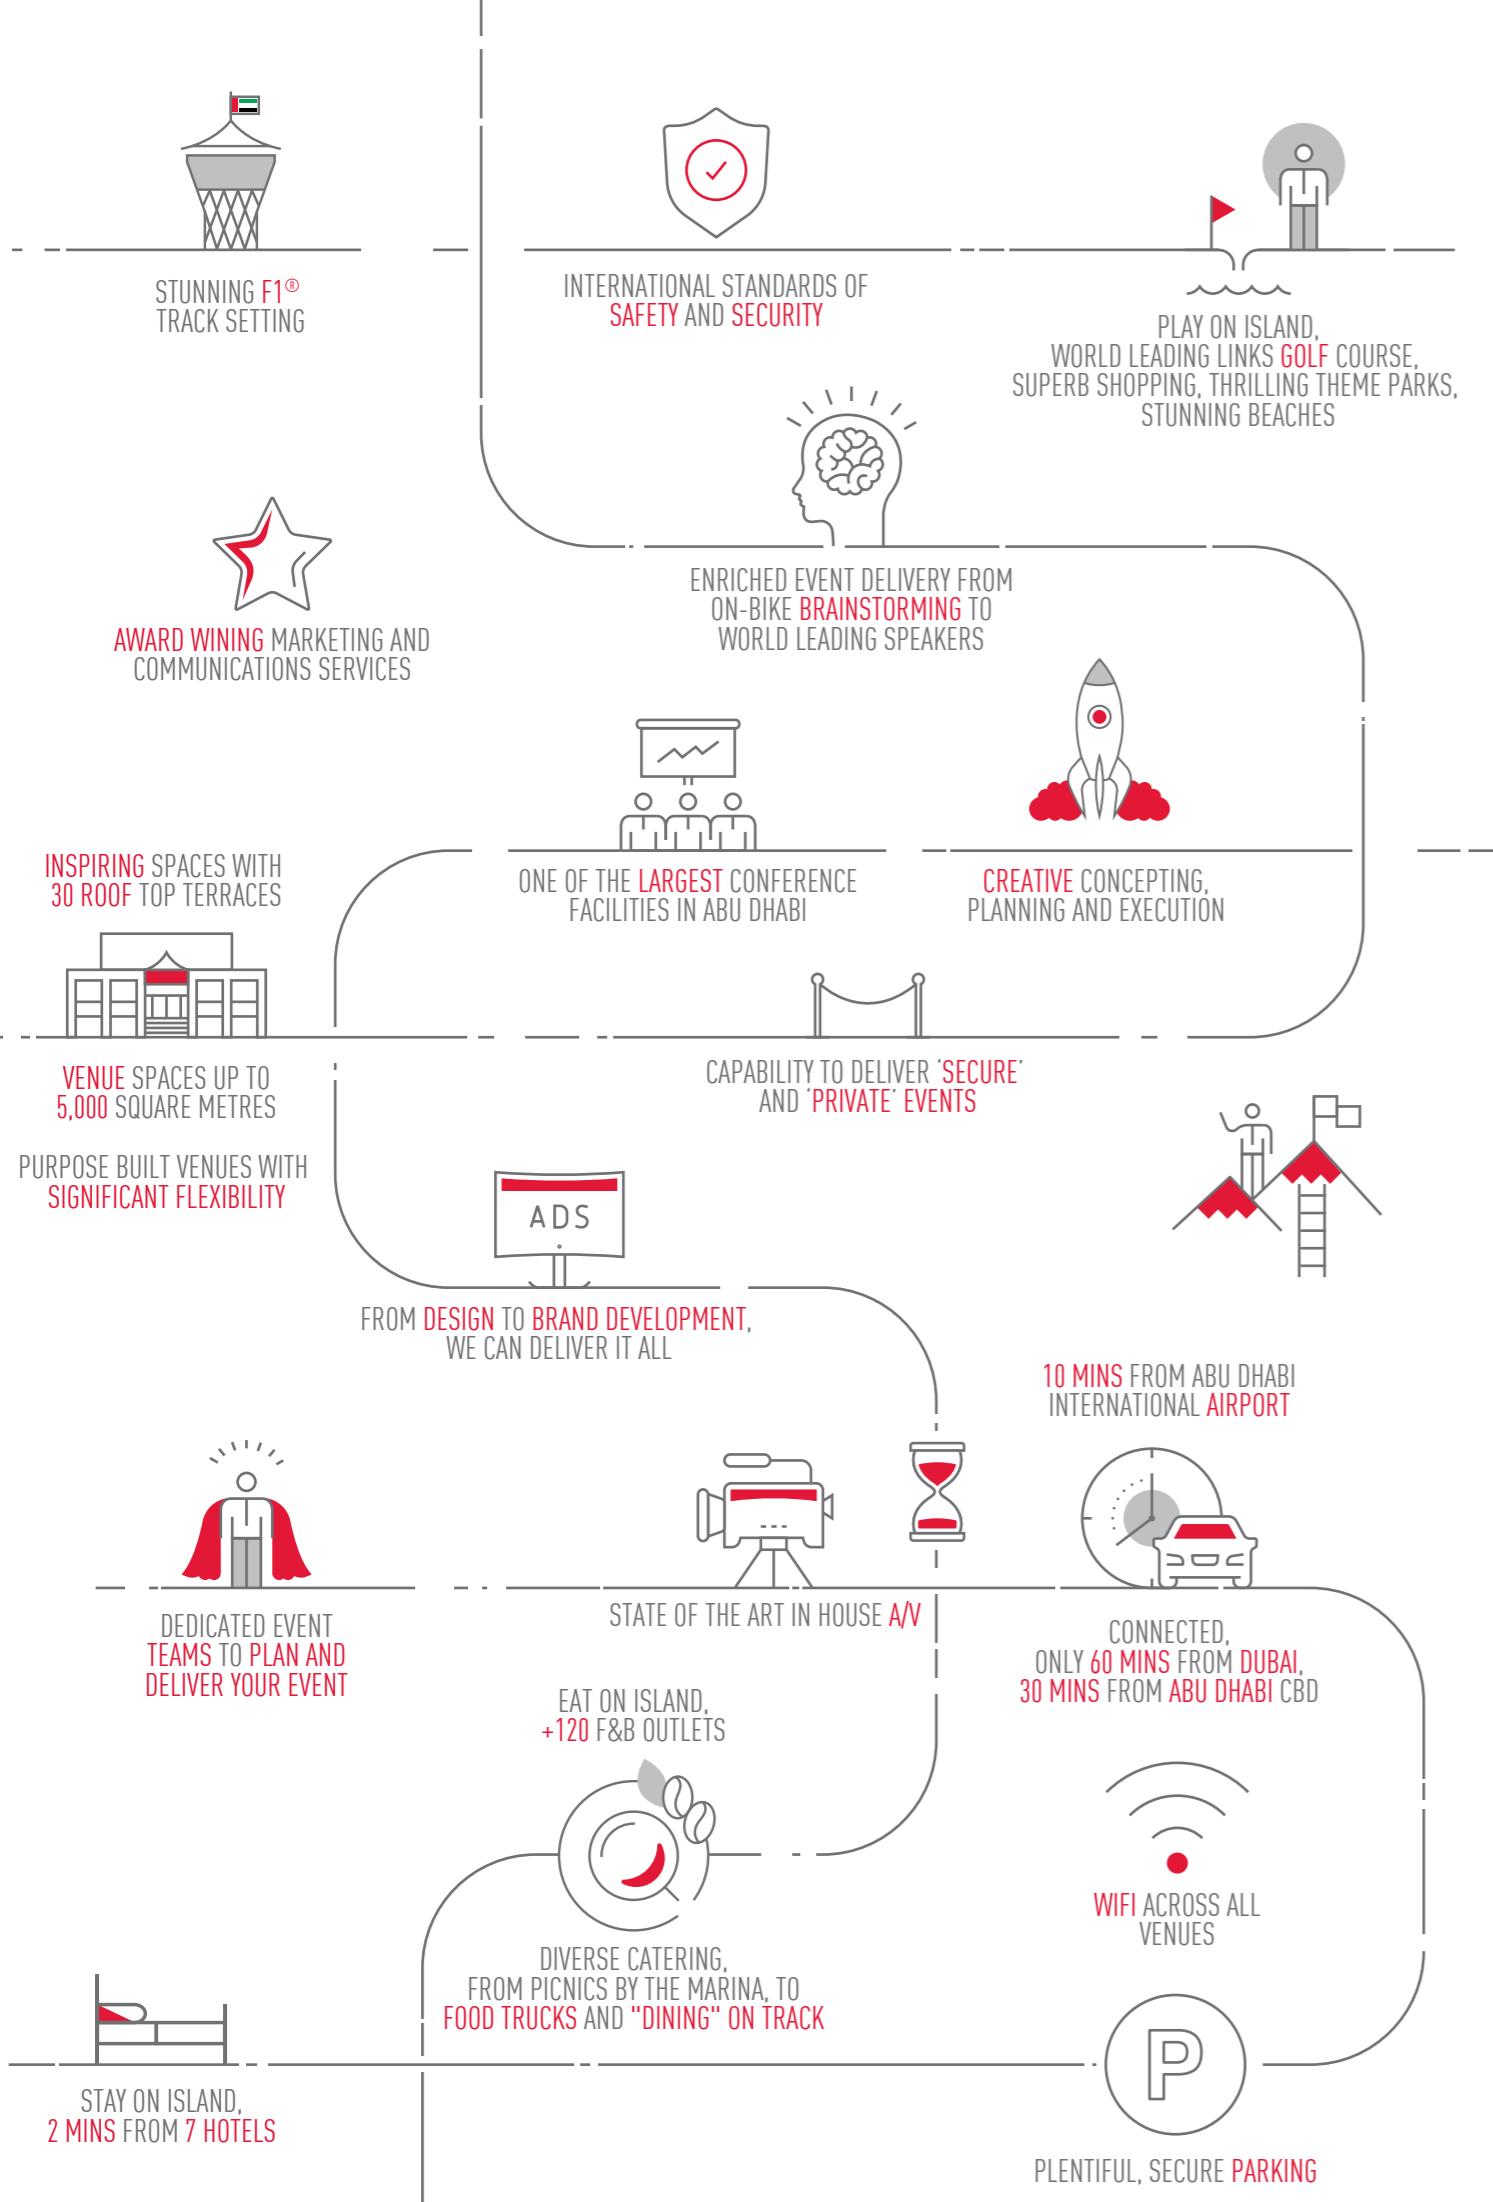 STUNNING F1®
TRACK SETTING
INTERNATIONAL STANDARDS OF
SAFETY AND SECURITY
PLAY ON ISLAND,
WORLD LEADING LINKS GOLF COURSE,
SUPERB SHOPPING, THRILLING THEME PARKS,
STUNNING BEACHES
AWARD WINING MARKETING AND
COMMUNICATIONS SERVICES
ENRICHED EVENT DELIVERY FROM
ON-BIKE BRAINSTORMING TO
WORLD LEADING SPEAKERS
INSPIRING SPACES WITH
30 ROOF TOP TERRACES
ONE OF THE LARGEST CONFERENCE
FACILITIES IN ABU DHABI
CREATIVE CONCEPTING,
PLANNING AND EXECUTION
VENUE SPACES UP TO
5,000 SQUARE METRES
PURPOSE BUILT VENUES WITH
SIGNIFICANT FLEXIBILITY
CAPABILITY TO DELIVER 'SECURE'
AND 'PRIVATE' EVENTS
ADS
FROM DESIGN TO BRAND DEVELOPMENT,
WE CAN DELIVER IT ALL
10 MINS FROM ABU DHABI
INTERNATIONAL AIRPORT
DEDICATED EVENT
TEAMS TO PLAN AND
DELIVER YOUR EVENT
STATE OF THE ART IN HOUSE A/V
CONNECTED,
ONLY 60 MINS FROM DUBAI,
30 MINS FROM ABU DHABI CBD
EAT ON ISLAND,
+120 F&B OUTLETS
WIFI ACROSS ALL
VENUES
DIVERSE CATERING,
FROM PICNICS BY THE MARINA, TO
FOOD TRUCKS AND "DINING" ON TRACK
STAY ON ISLAND,
2 MINS FROM 7 HOTELS
P
PLENTIFUL, SECURE PARKING